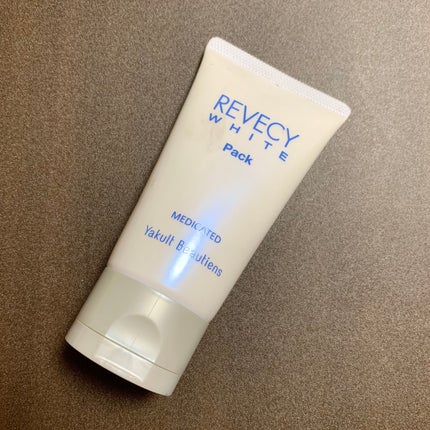 REVECY
WHITE
Pack
MEDICATED
Yakult Beautiens